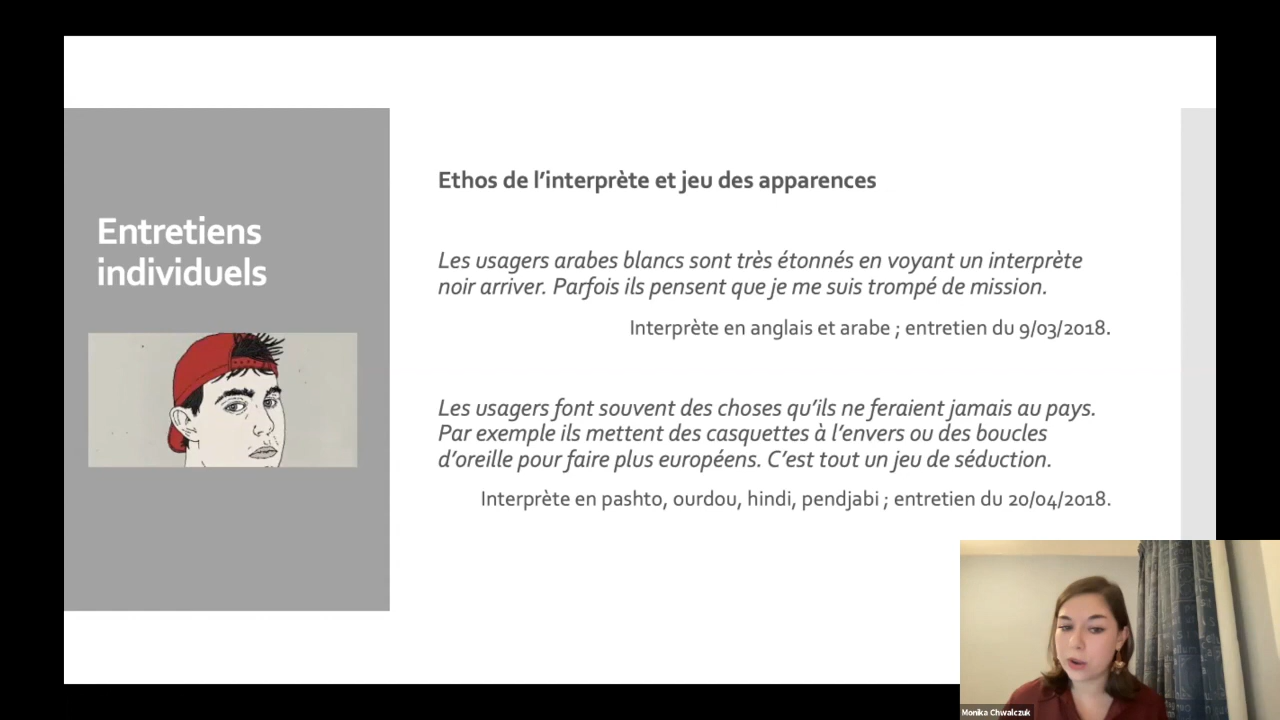 Entretiens
individuels
Ethos de l’interprète et jeu des apparences
Les usagers arabes blancs sont très étonnés en voyant un interprète
noir arriver. Parfois ils pensent que je me suis trompé de mission.
Interprète en anglais et arabe ; entretien du 9/03/2018.
Les usagers font souvent des choses qu’ils ne feraient jamais au pays.
Par exemple ils mettent des casquettes à l’envers ou des boucles
d’oreille pour faire plus européens. C’est tout un jeu de séduction.
Interprète en pashto, ourdou, hindi, pendjabi ; entretien du 20/04/2018.
Monika Chwalczuk